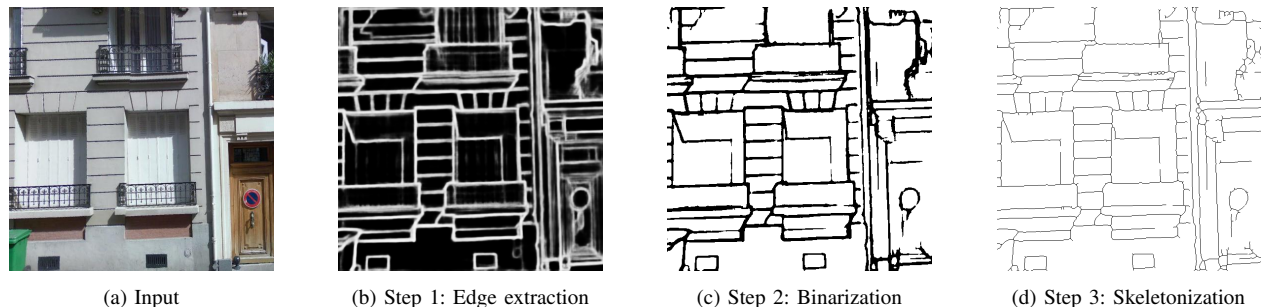 (a) Input
(b) Step 1: Edge extraction
(c) Step 2: Binarization
(d) Step 3: Skeletonization